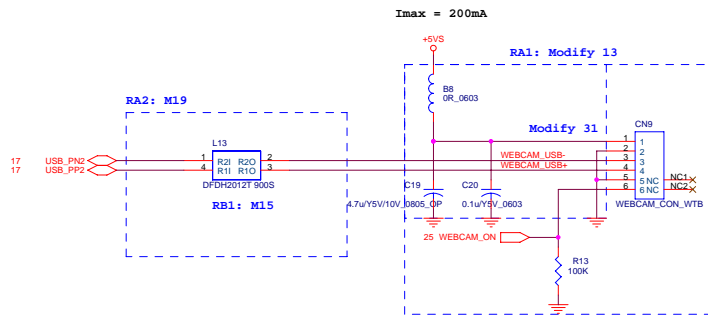 Imax = 200mA
+5VS
RA1: Modify 13
B8
0R_0603
RA2: M19
Modify 31
CN9
L13
17 USB_PN2 1 R2I R2O 2 WEBCAM_USB- 
17 USB_PP2 4 R1I R1O 3 WEBCAM_USB+
DFDH2012T 900S
1
2
3
4
5 NC NC1
6 NC NC2
WEBCAM_CON_WTB
C19
4.7u/Y5V/10V_0805_OP
C20
0.1u/Y5V_0603
RB1: M15
25 WEBCAM_ON
R13
100K